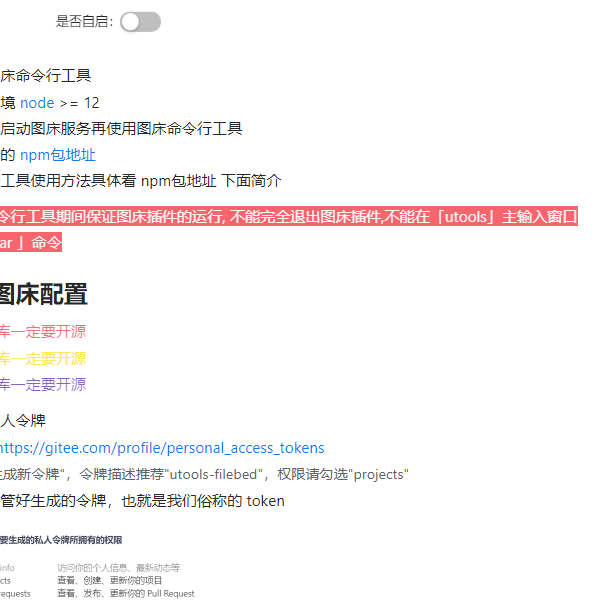 是否自启：
床命令行工具
境 node >= 12
启动图床服务再使用图床命令行工具
的 npm包地址
工具使用方法具体看 npm包地址 下面简介
令行工具期间保证图床插件的运行, 不能完全退出图床插件,不能在「utools」主输入窗口
ar 」命令
图床配置
库一定要开源
库一定要开源
库一定要开源
人令牌
https://gitee.com/profile/personal_access_tokens
生成新令牌"，令牌描述推荐"utools-filebed"，权限请勾选"projects"
管好生成的令牌，也就是我们俗称的 token
要生成的私人令牌所拥有的权限
info 访问你的个人信息、最新动态等
cts 查看、创建、更新你的项目
requests 查看、发布、更新你的 Pull Request